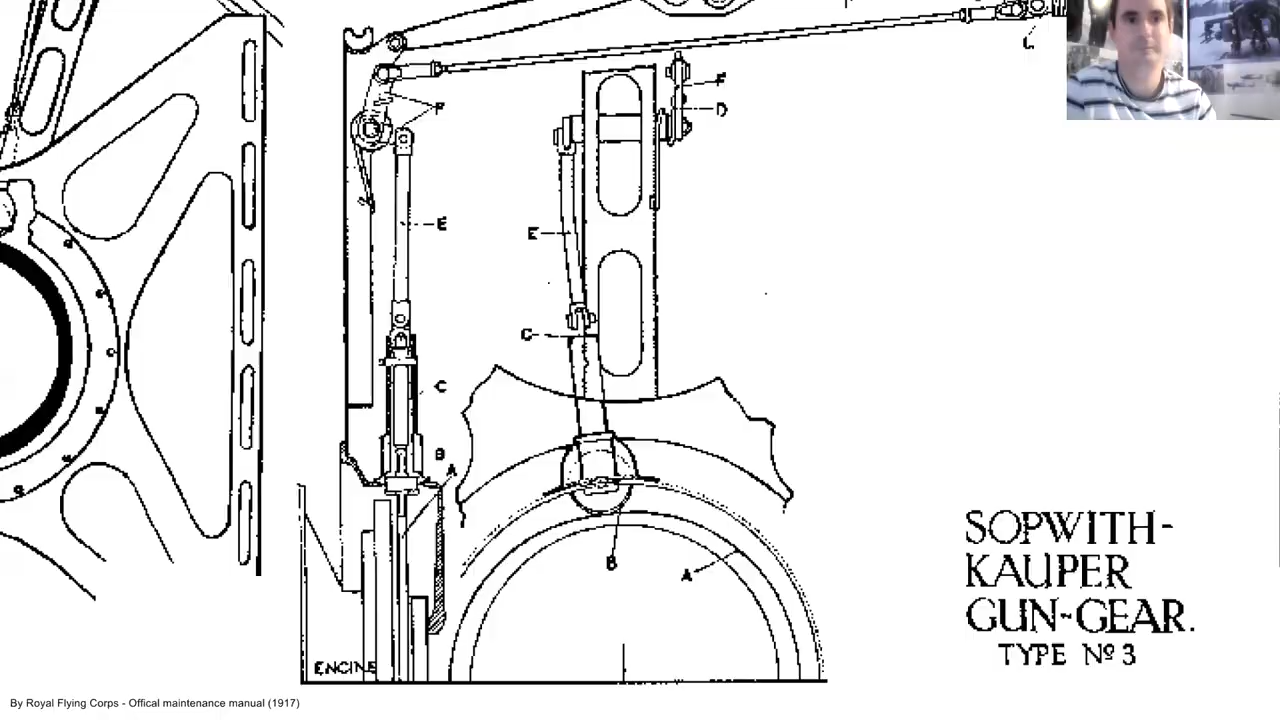 L
F
F
D
E
E
C
C
B
A
B
A
ENGINE
SOPWITH-
KAUPER
GUN-GEAR.
TYPE Nº 3
By Royal Flying Corps - Offical maintenance manual (1917)